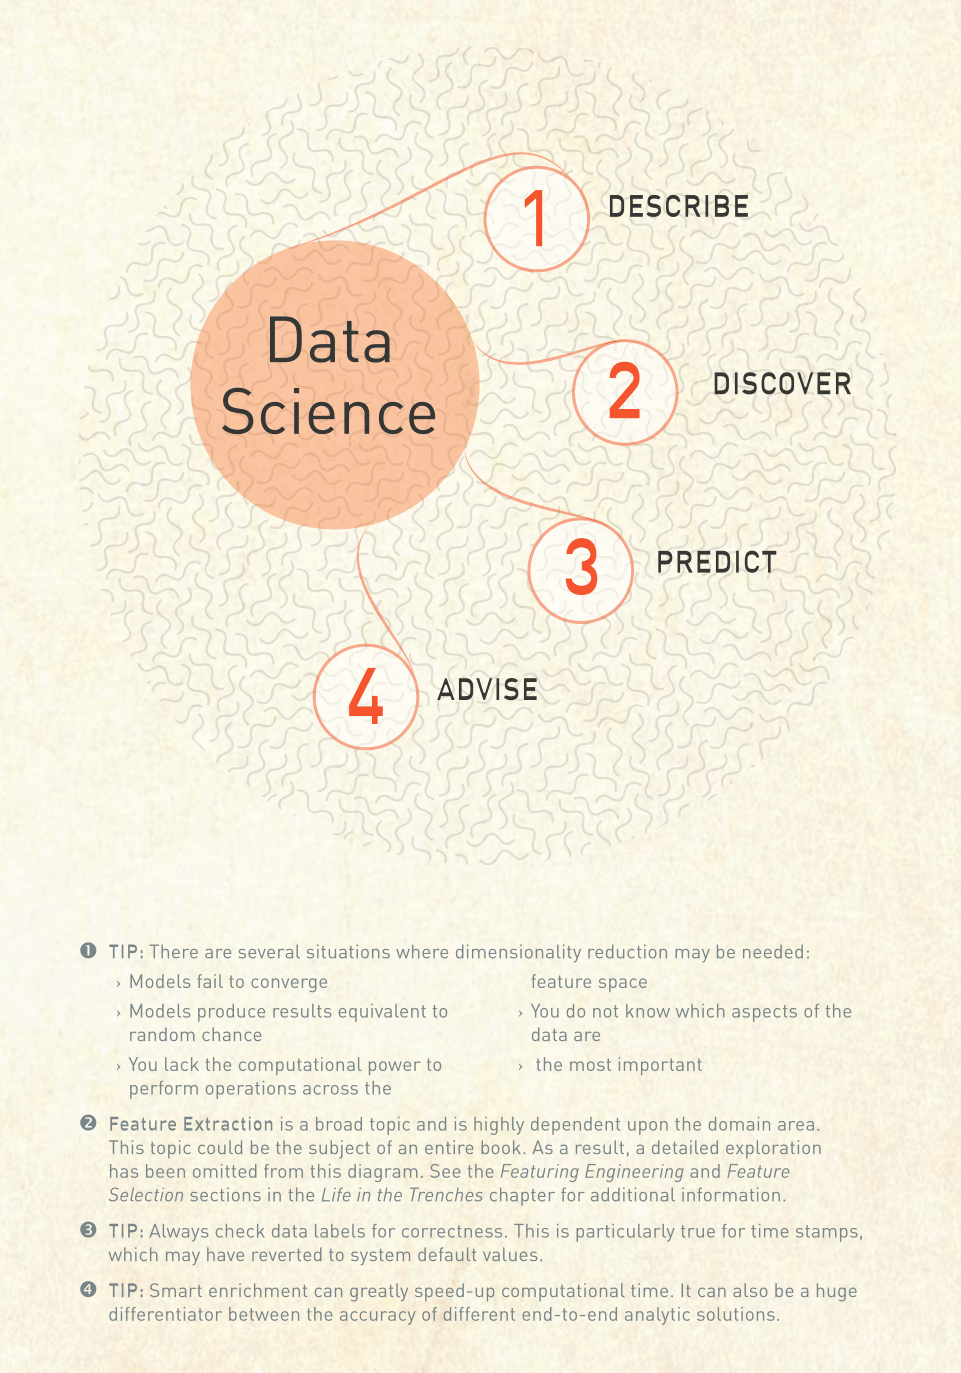 1 DESCRIBE
Data
Science
2 DISCOVER
3 PREDICT
4 ADVISE
❶ TIP: There are several situations where dimensionality reduction may be needed:
› Models fail to converge
› Models produce results equivalent to
random chance
› You lack the computational power to
perform operations across the
feature space
› You do not know which aspects of the
data are
› the most important
❷ Feature Extraction is a broad topic and is highly dependent upon the domain area.
This topic could be the subject of an entire book. As a result, a detailed exploration
has been omitted from this diagram. See the Featuring Engineering and Feature
Selection sections in the Life in the Trenches chapter for additional information.
❸ TIP: Always check data labels for correctness. This is particularly true for time stamps,
which may have reverted to system default values.
❹ TIP: Smart enrichment can greatly speed-up computational time. It can also be a huge
differentiator between the accuracy of different end-to-end analytic solutions.